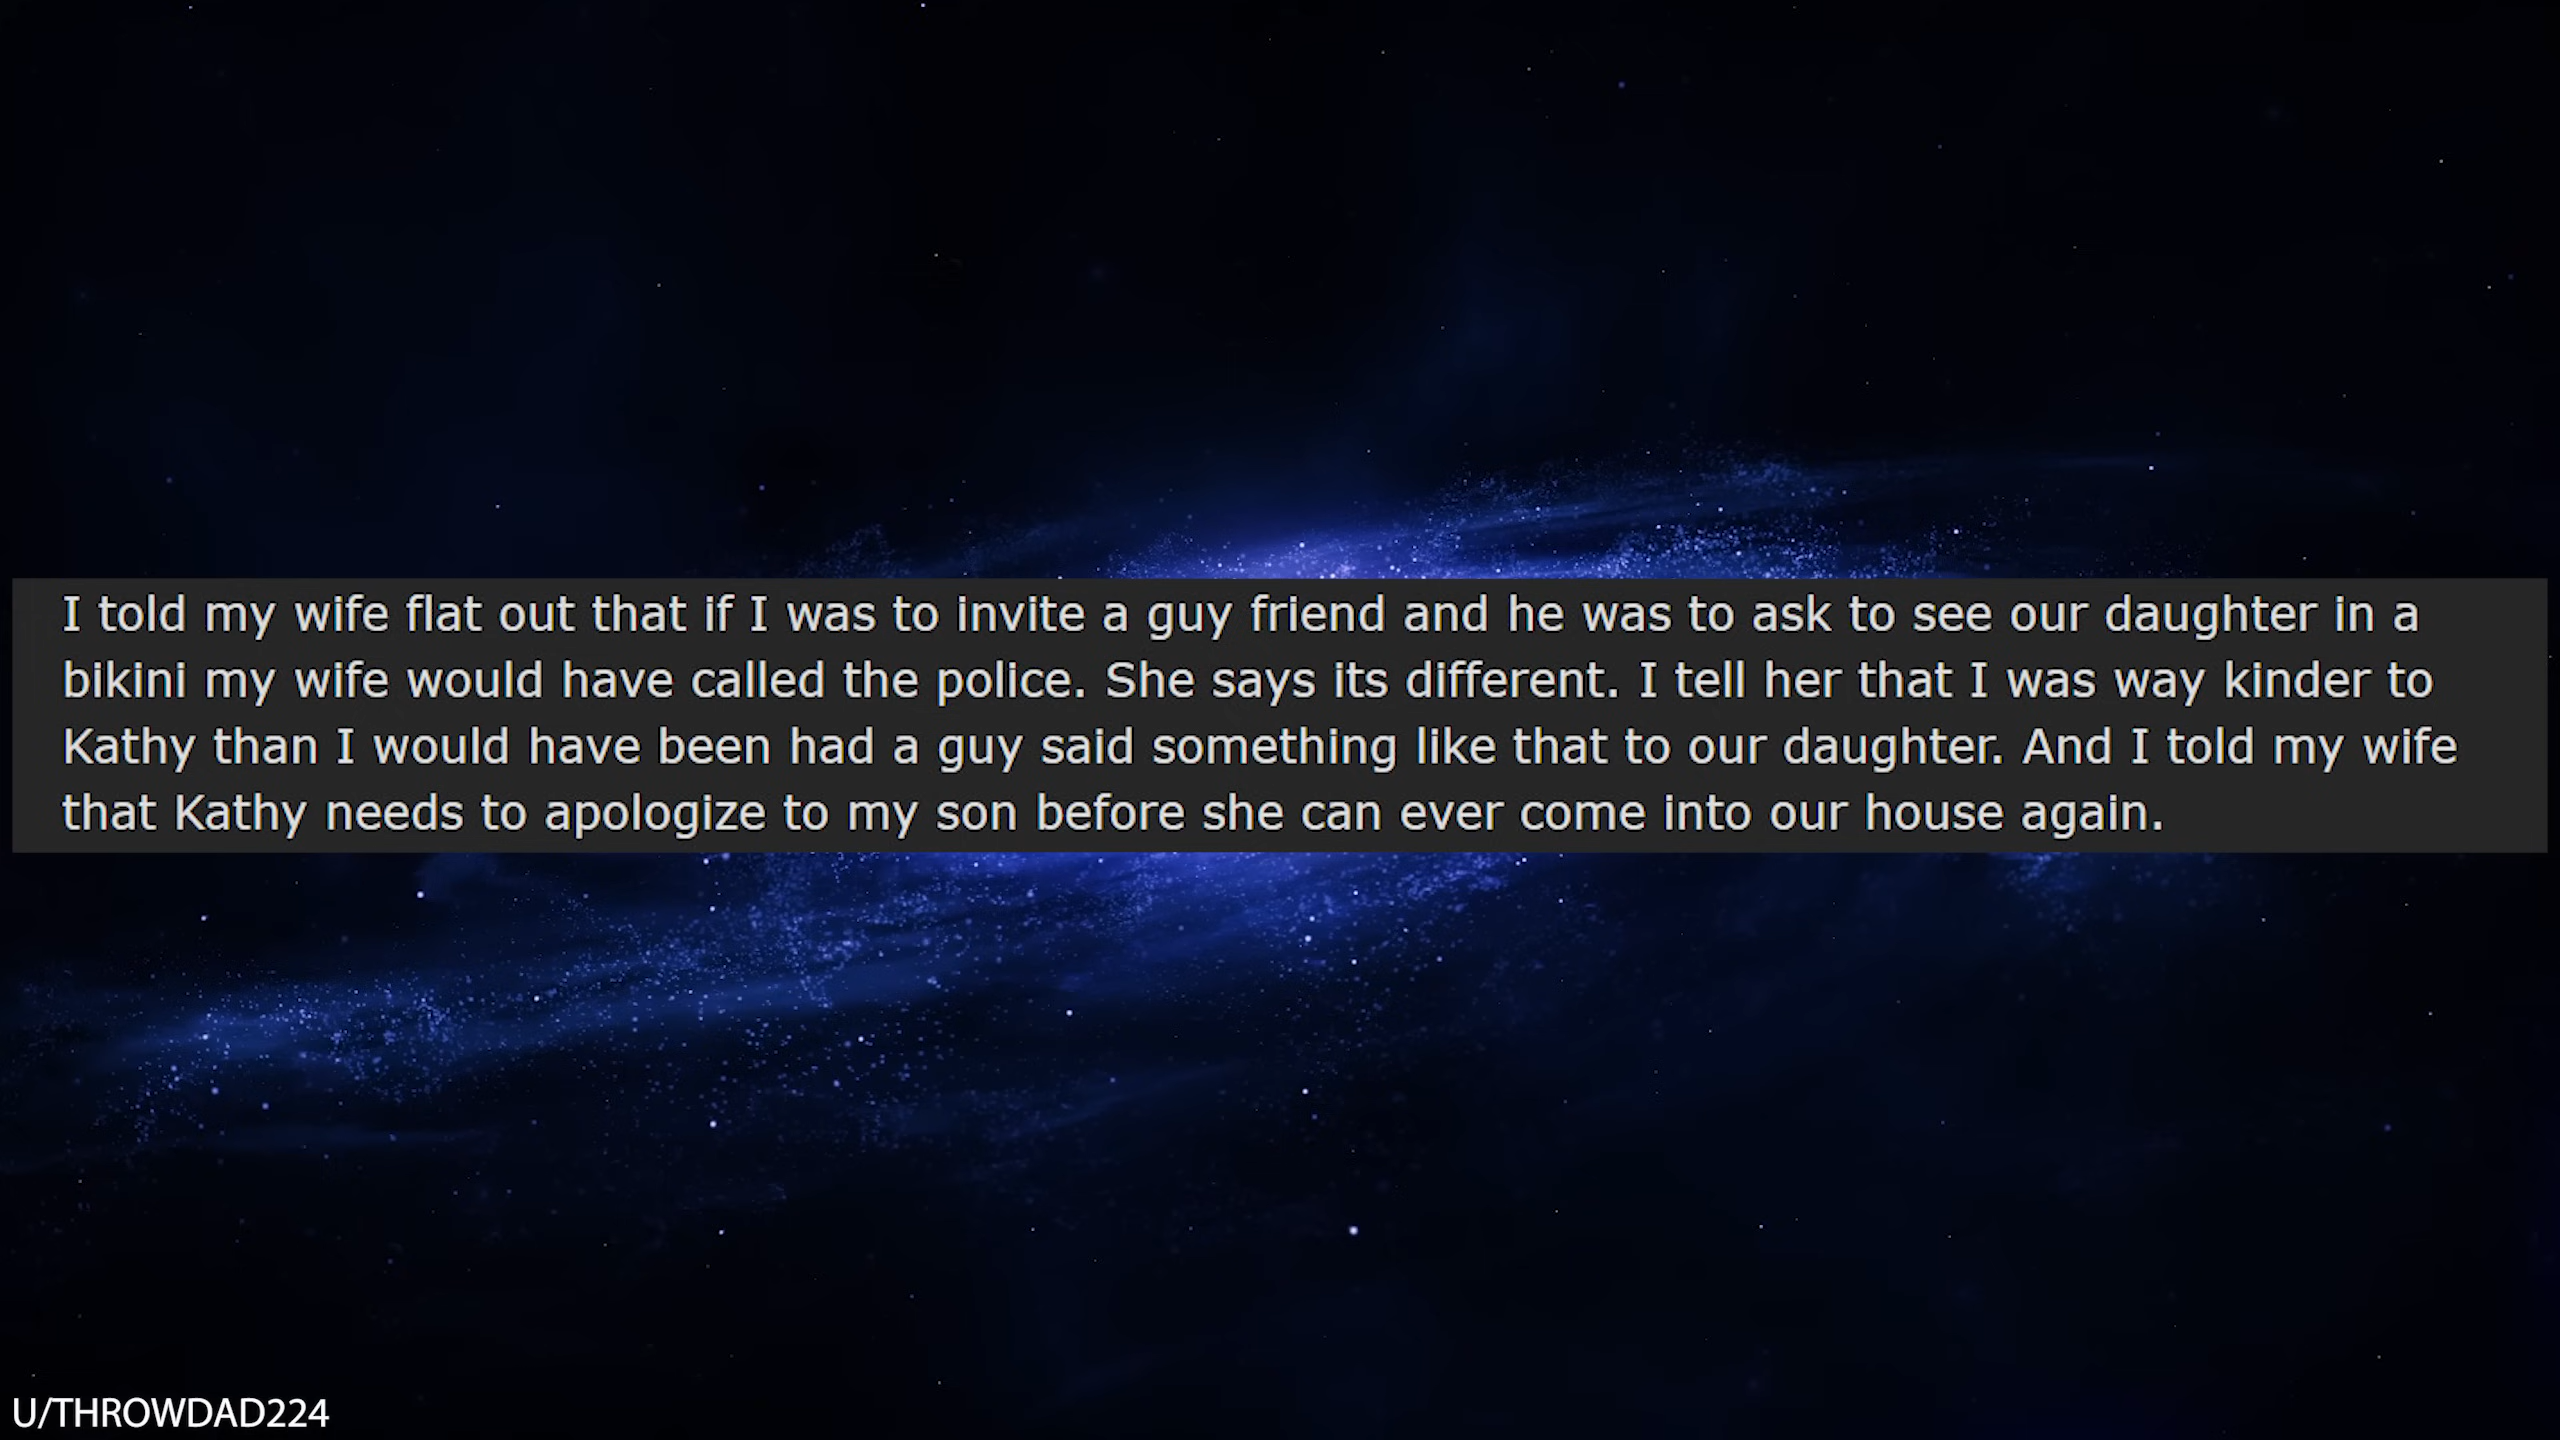 I told my wife flat out that if I was to invite a guy friend and he was to ask to see our daughter in a
bikini my wife would have called the police. She says its different. I tell her that I was way kinder to
Kathy than I would have been had a guy said something like that to our daughter. And I told my wife
that Kathy needs to apologize to my son before she can ever come into our house again.
U/THROWDAD224